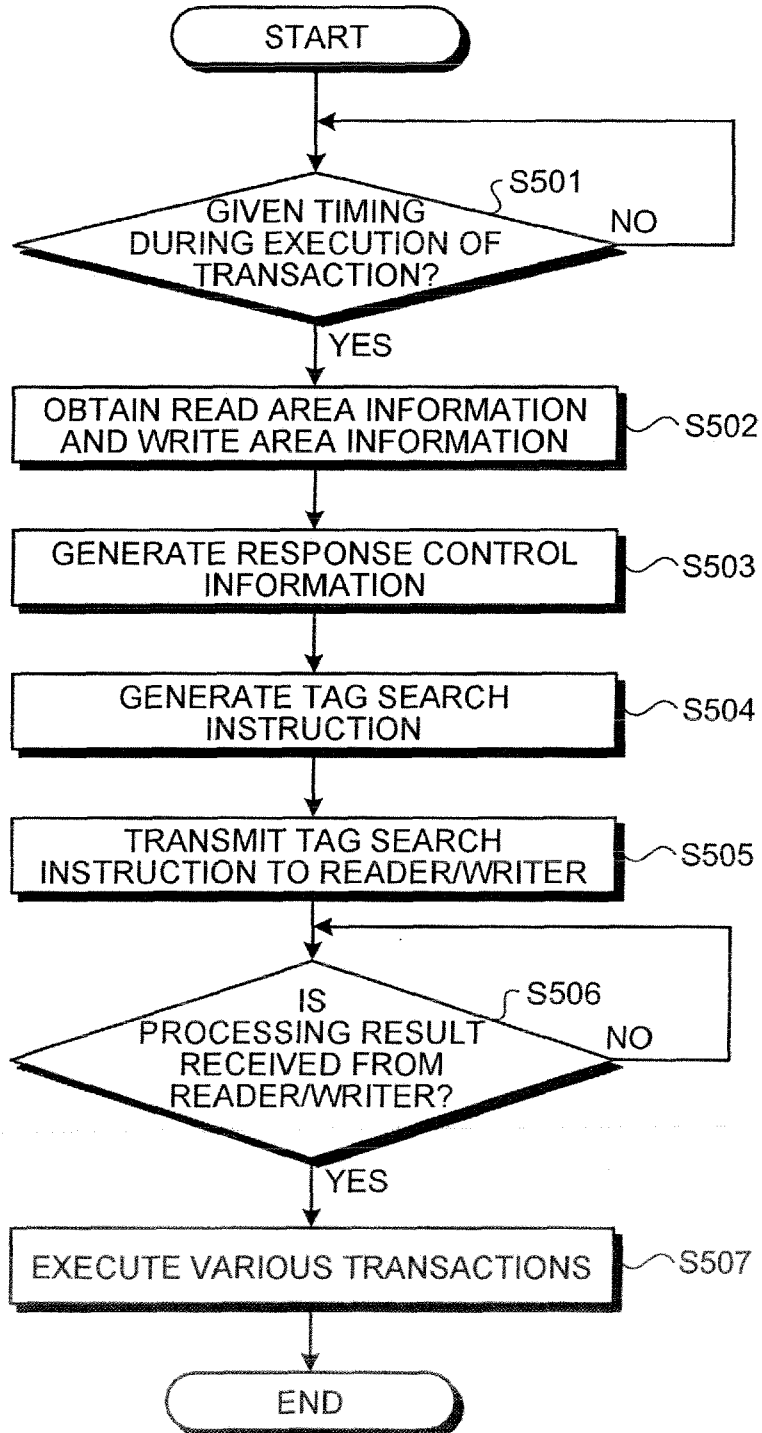 START
S501
GIVEN TIMING
DURING EXECUTION OF
TRANSACTION?
NO
YES
OBTAIN READ AREA INFORMATION
AND WRITE AREA INFORMATION
S502
GENERATE RESPONSE CONTROL
INFORMATION
S503
GENERATE TAG SEARCH
INSTRUCTION
S504
TRANSMIT TAG SEARCH
INSTRUCTION TO READER/WRITER
S505
S506
IS
PROCESSING RESULT
RECEIVED FROM
READER/WRITER?
NO
YES
EXECUTE VARIOUS TRANSACTIONS
S507
END